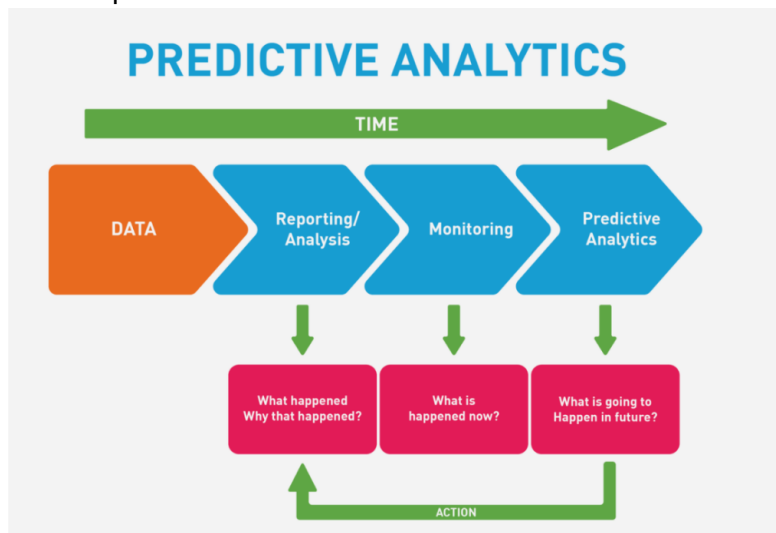 PREDICTIVE ANALYTICS
TIME
DATA
Reporting/
Analysis
Monitoring
Predictive
Analytics
What happened
Why that happened?
What is
happened now?
What is going to
Happen in future?
ACTION